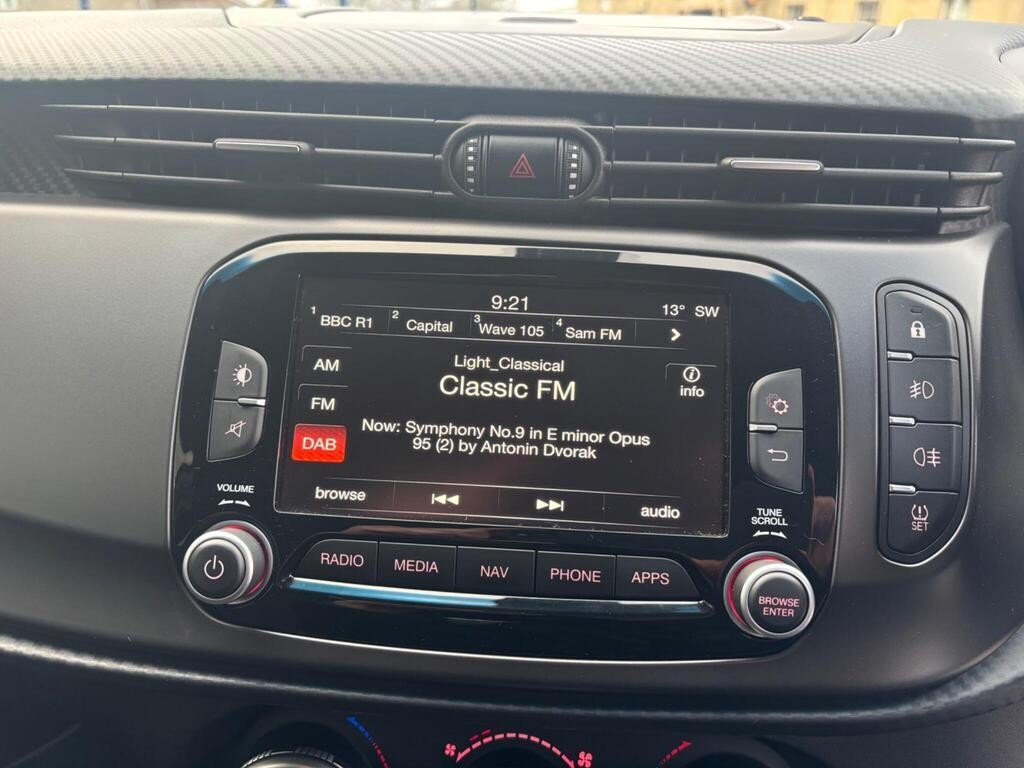 9:21
13° SW
1 BBC R1
2 Capital
3 Wave 105
4 Sam FM
>
AM
Light_Classical
Classic FM
info
FM
DAB
Now: Symphony No.9 in E minor Opus
95 (2) by Antonin Dvorak
browse
audio
VOLUME
TUNE
SCROLL
RADIO
MEDIA
NAV
PHONE
APPS
BROWSE
ENTER
SET